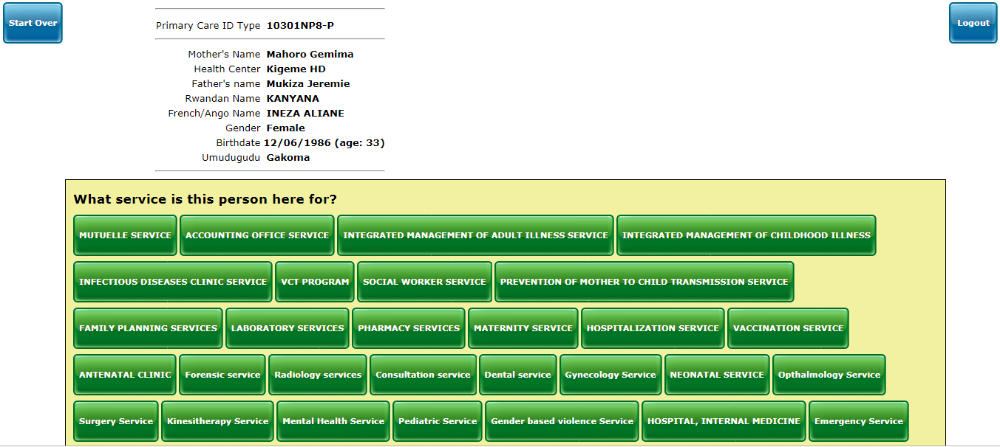 Start Over
Logout
Primary Care ID Type 10301NP8-P
Mother's Name Mahoro Gemima
Health Center Kigeme HD
Father's name Mukiza Jeremie
Rwandan Name KANYANA
French/Ango Name INEZA ALIANE
Gender Female
Birthdate 12/06/1986 (age: 33)
Umudugudu Gakoma
What service is this person here for?
MUTUELLE SERVICE ACCOUNTING OFFICE SERVICE INTEGRATED MANAGEMENT OF ADULT ILLNESS SERVICE INTEGRATED MANAGEMENT OF CHILDHOOD ILLNESS
INFECTIOUS DISEASES CLINIC SERVICE VCT PROGRAM SOCIAL WORKER SERVICE PREVENTION OF MOTHER TO CHILD TRANSMISSION SERVICE
FAMILY PLANNING SERVICES LABORATORY SERVICES PHARMACY SERVICES MATERNITY SERVICE HOSPITALIZATION SERVICE VACCINATION SERVICE
ANTENATAL CLINIC Forensic service Radiology services Consultation service Dental service Gynecology Service NEONATAL SERVICE Opthalmology Service
Surgery Service Kinesitherapy Service Mental Health Service Pediatric Service Gender based violence Service HOSPITAL, INTERNAL MEDICINE Emergency Service